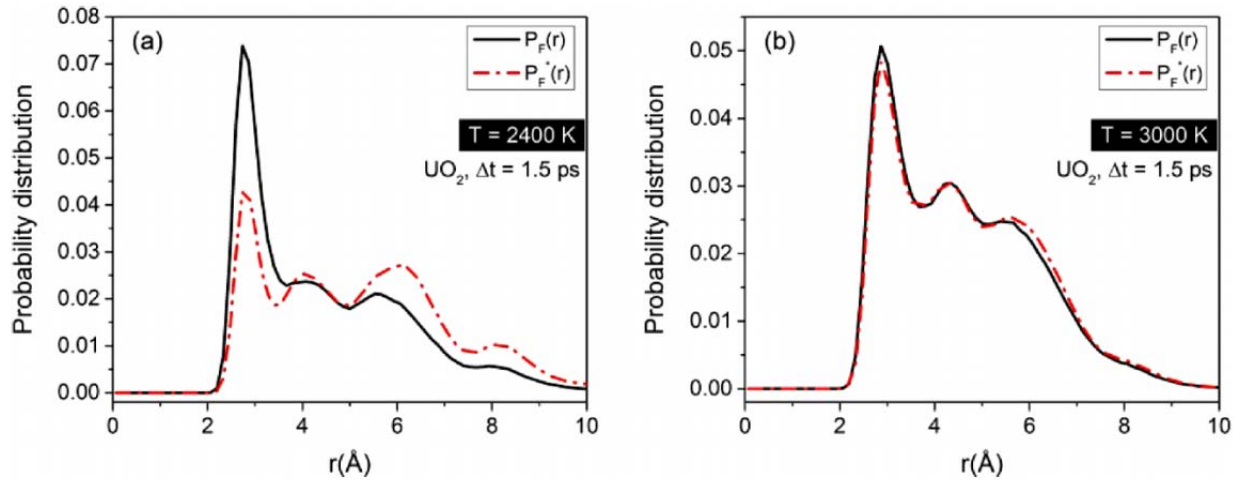 (a)
P_F(r)
P_F^*(r)
T = 2400 K
UO₂, Δt = 1.5 ps
Probability distribution
0.08
0.07
0.06
0.05
0.04
0.03
0.02
0.01
0.00
0 2 4 6 8 10
r(Å)
(b)
P_F(r)
P_F^*(r)
T = 3000 K
UO₂, Δt = 1.5 ps
Probability distribution
0.05
0.04
0.03
0.02
0.01
0.00
0 2 4 6 8 10
r(Å)